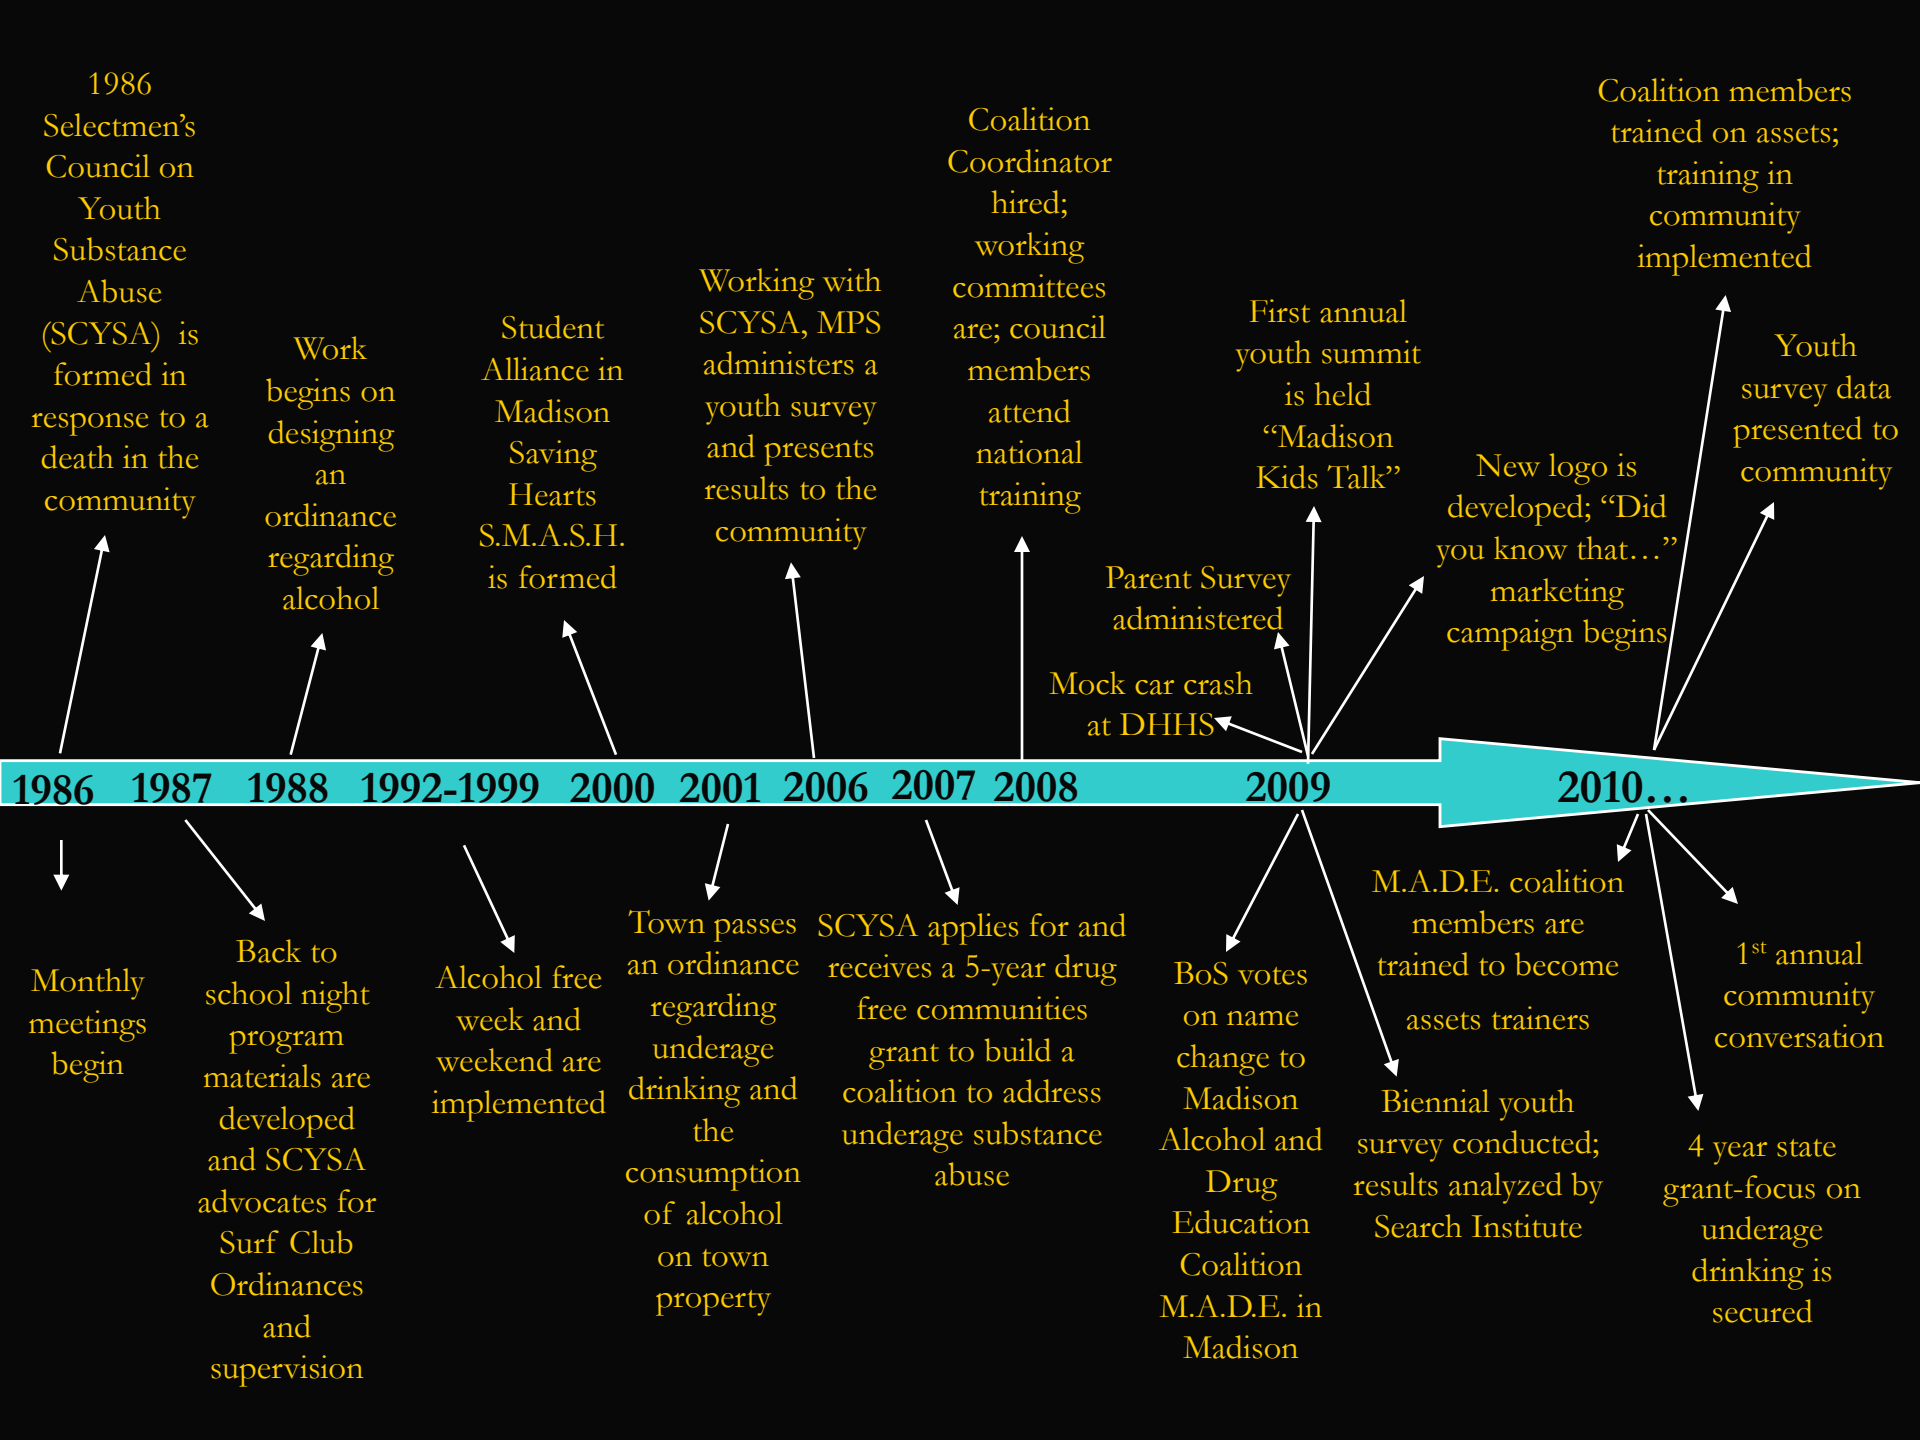 1986
Selectmen’s
Council on
Youth
Substance
Abuse
(SCYSA) is
formed in
response to a
death in the
community
Work
begins on
designing
an
ordinance
regarding
alcohol
Student
Alliance in
Madison
Saving
Hearts
S.M.A.S.H.
is formed
Working with
SCYSA, MPS
administers a
youth survey
and presents
results to the
community
Coalition
Coordinator
hired;
working
committees
are; council
members
attend
national
training
Mock car crash
at DHHS
Parent Survey
administered
First annual
youth summit
is held
“Madison
Kids Talk”
New logo is
developed; “Did
you know that…”
marketing
campaign begins
Coalition members
trained on assets;
training in
community
implemented
Youth
survey data
presented to
community
1986 1987 1988 1992-1999 2000 2001 2006 2007 2008 2009 2010…
Monthly
meetings
begin
Back to
school night
program
materials are
developed
and SCYSA
advocates for
Surf Club
Ordinances
and
supervision
Alcohol free
week and
weekend are
implemented
Town passes
an ordinance
regarding
underage
drinking and
the
consumption
of alcohol
on town
property
SCYSA applies for and
receives a 5-year drug
free communities
grant to build a
coalition to address
underage substance
abuse
BoS votes
on name
change to
Madison
Alcohol and
Drug
Education
Coalition
M.A.D.E. in
Madison
Biennial youth
survey conducted;
results analyzed by
Search Institute
M.A.D.E. coalition
members are
trained to become
assets trainers
4 year state
grant-focus on
underage
drinking is
secured
1st annual
community
conversation